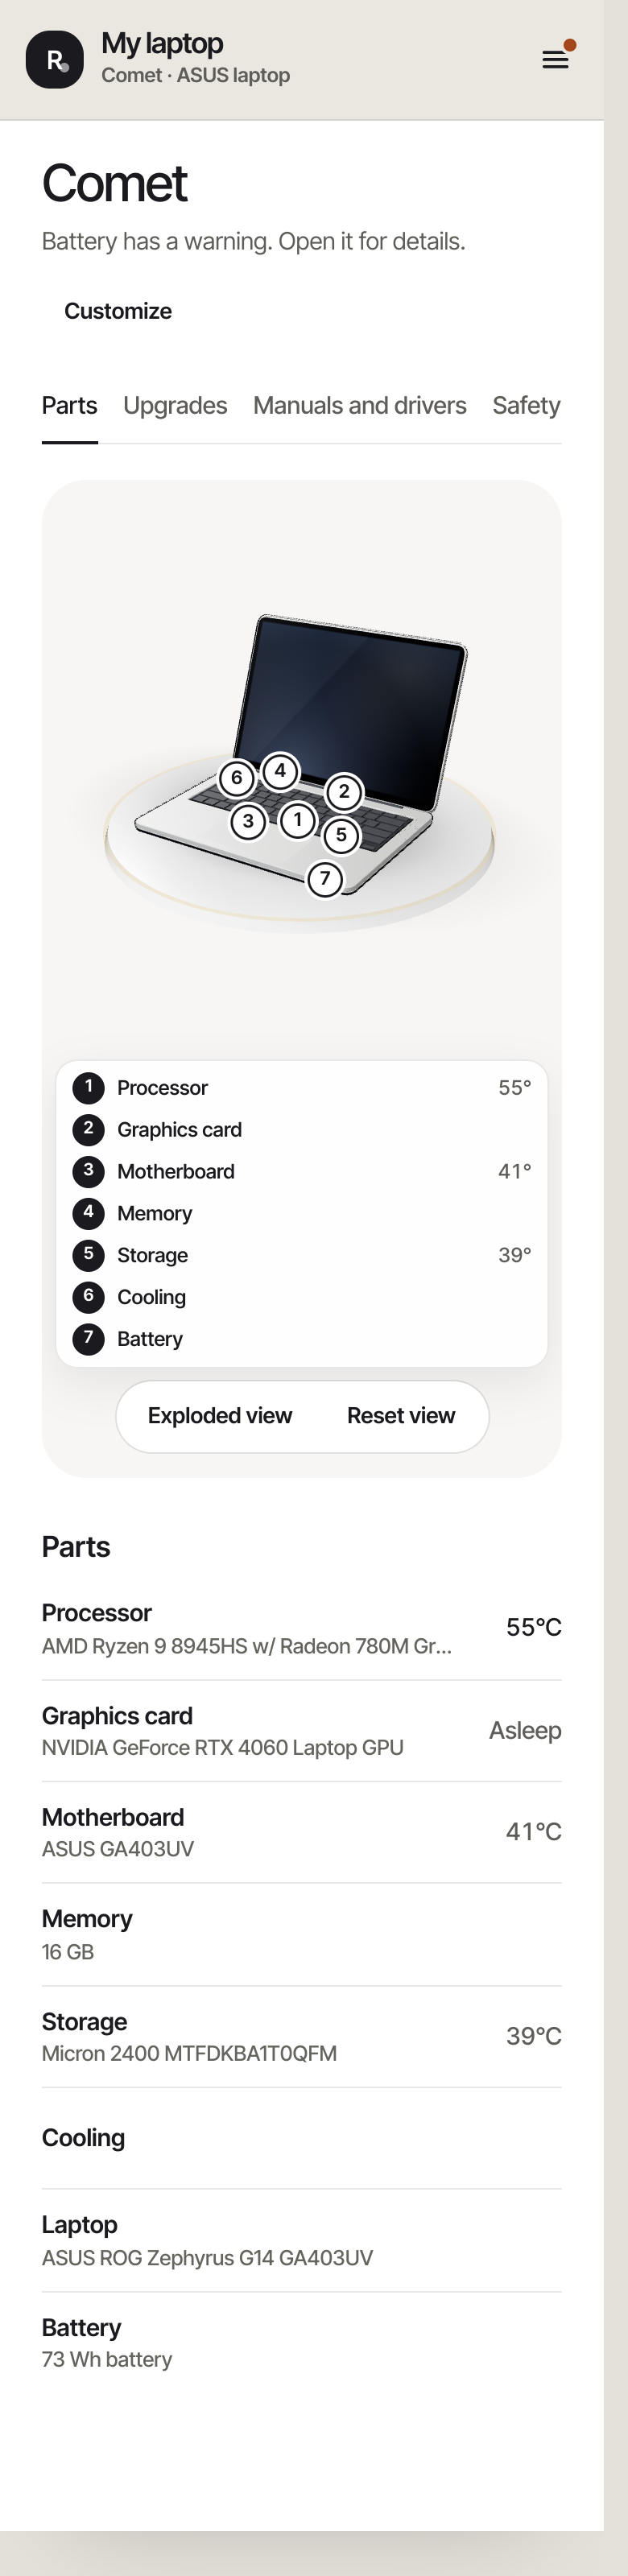 R
My laptop
Comet · ASUS laptop
Comet
Battery has a warning. Open it for details.
Customize
Parts Upgrades Manuals and drivers Safety
6 4 2
3 1 5
7
1 Processor 55°
2 Graphics card
3 Motherboard 41°
4 Memory
5 Storage 39°
6 Cooling
7 Battery
Exploded view Reset view
Parts
Processor
AMD Ryzen 9 8945HS w/ Radeon 780M Gr... 55°C
Graphics card
NVIDIA GeForce RTX 4060 Laptop GPU Asleep
Motherboard
ASUS GA403UV 41°C
Memory
16 GB
Storage
Micron 2400 MTFDKBA1T0QFM 39°C
Cooling
Laptop
ASUS ROG Zephyrus G14 GA403UV
Battery
73 Wh battery